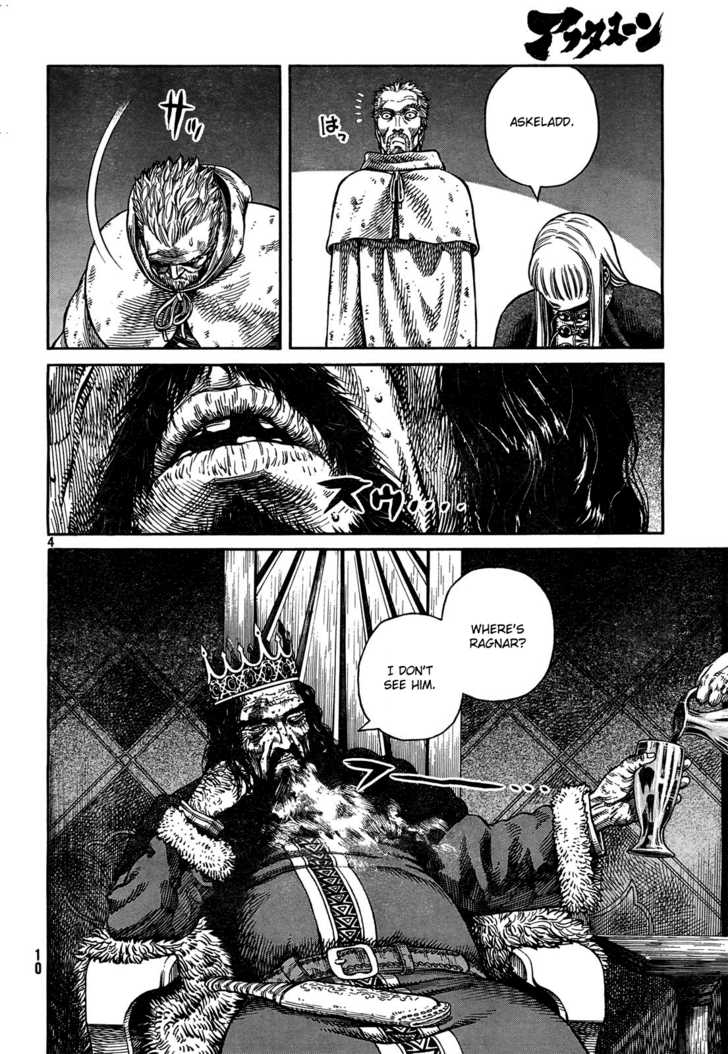 アフタヌーン
ASKELADD.
はっ
サッ
ズウ。。。。
4
WHERE'S
RAGNAR?
I DON'T
SEE HIM.
フー...
10